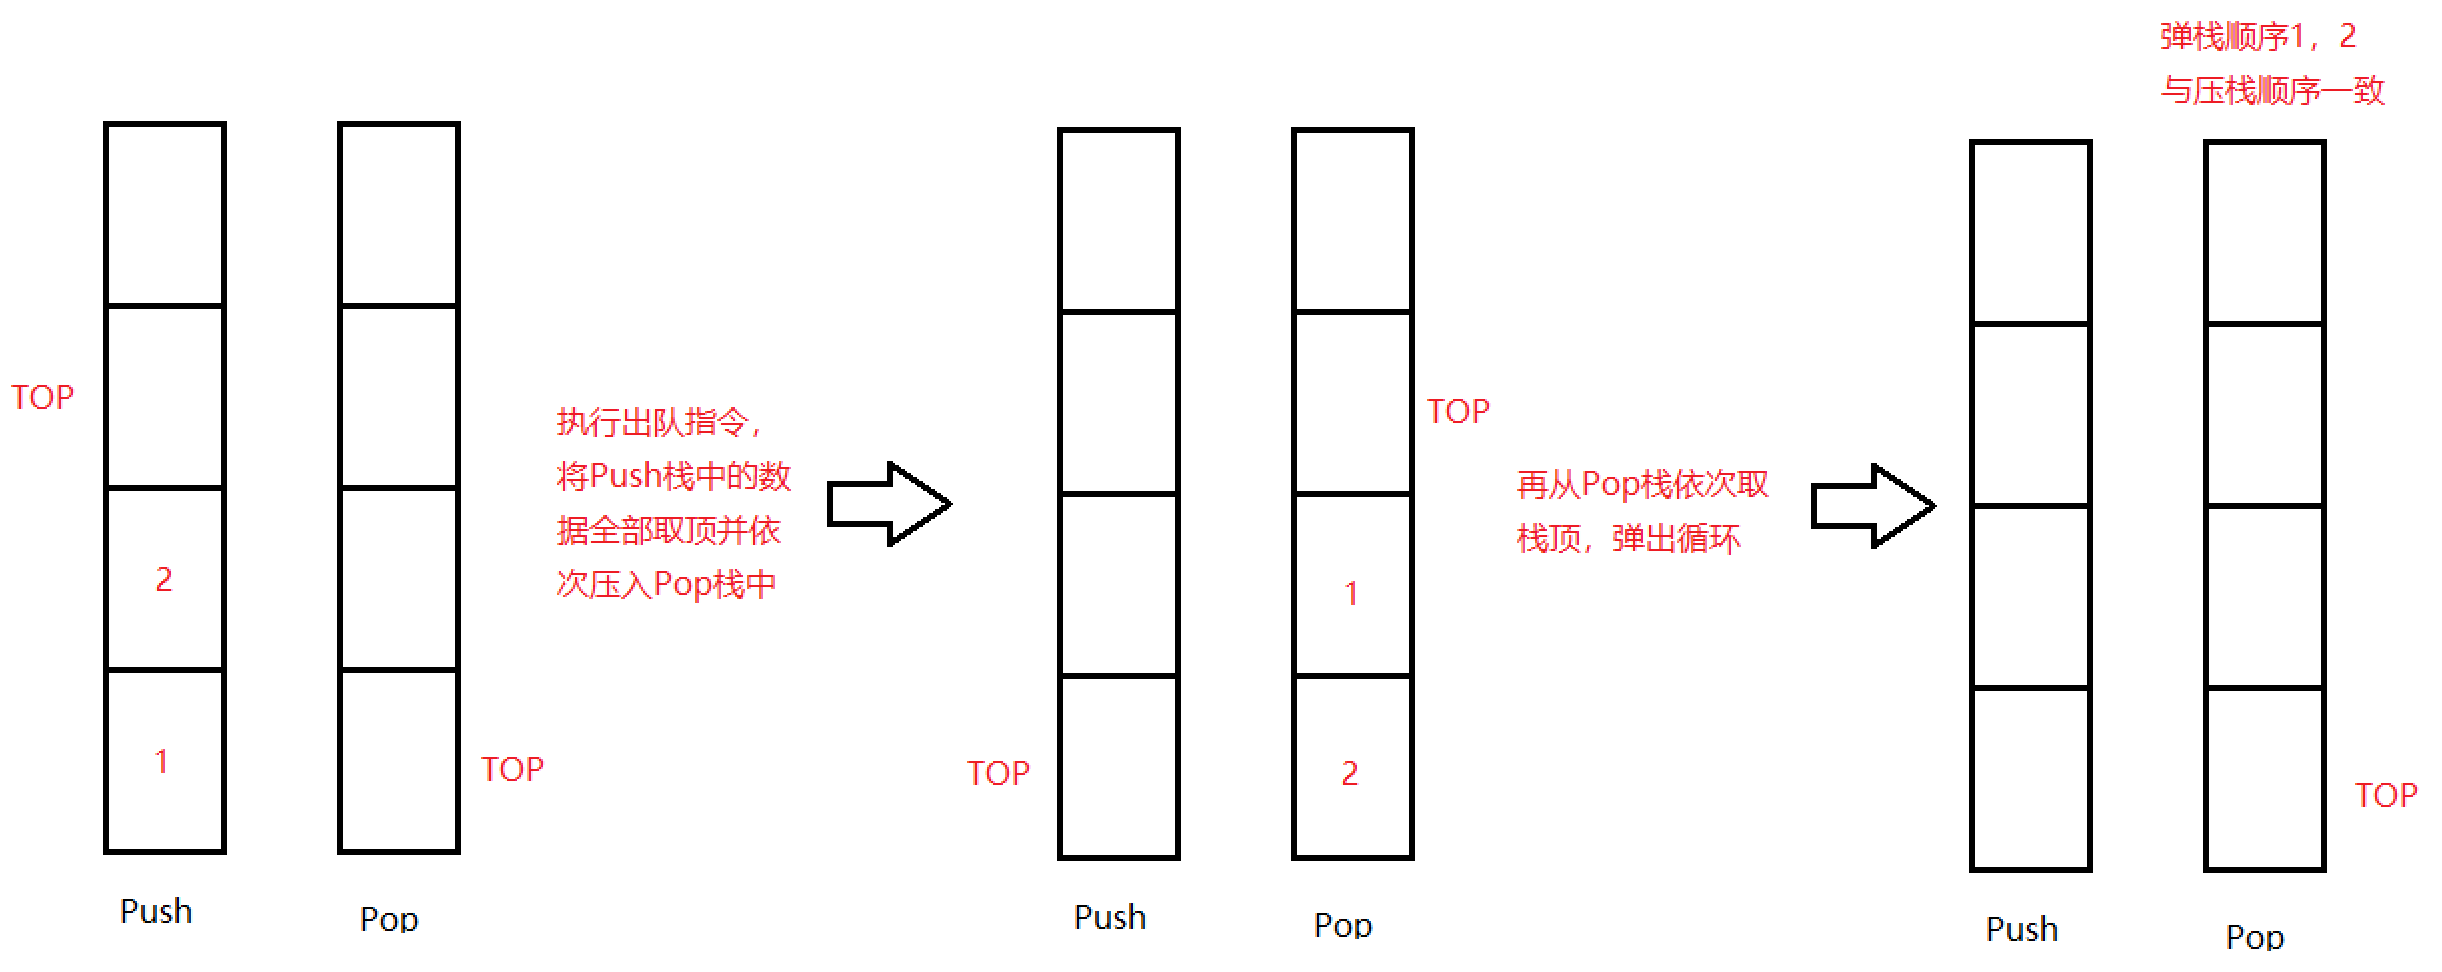 TOP
2
1
TOP
Push
Pop
执行出队指令，
将Push栈中的数
据全部取顶并依
次压入Pop栈中
TOP
1
TOP
2
Push
Pop
再从Pop栈依次取
栈顶，弹出循环
弹栈顺序1，2
与压栈顺序一致
TOP
Push
Pop